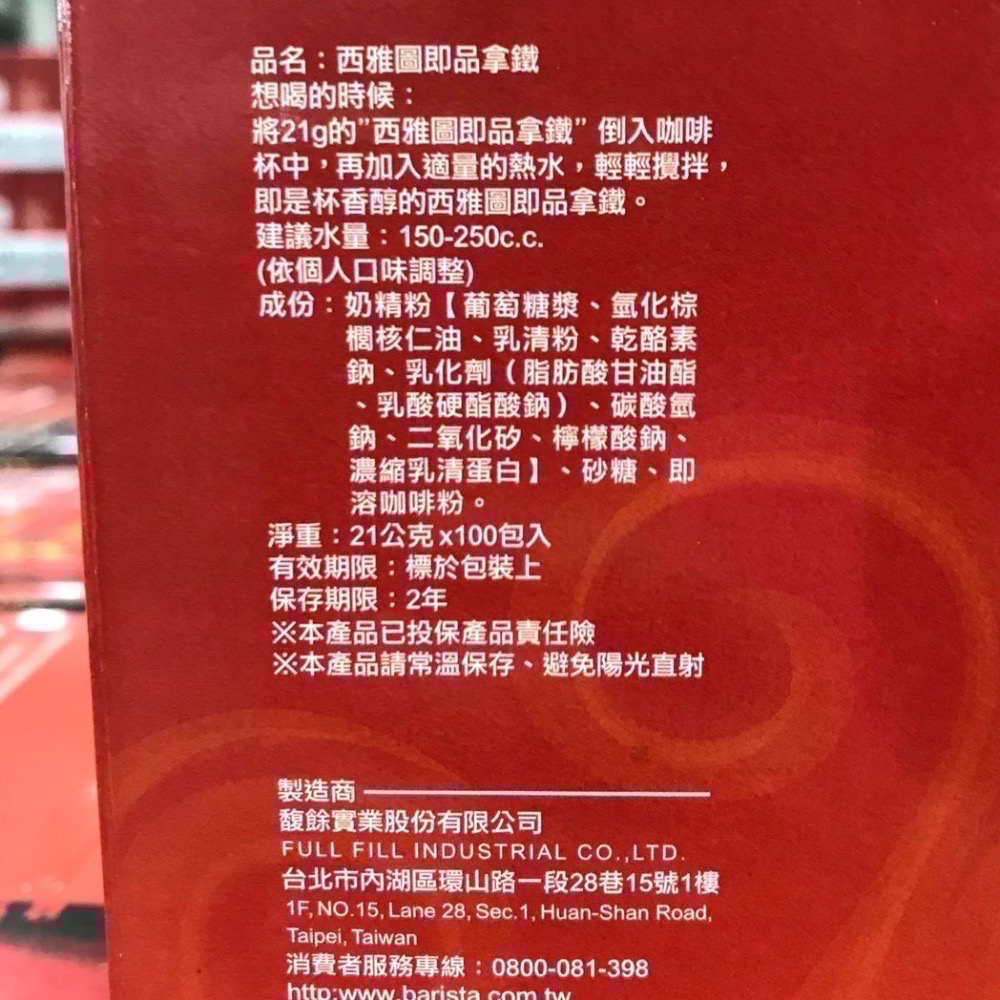 品名：西雅圖即品拿鐵
想喝的時候：
將21g的”西雅圖即品拿鐵” 倒入咖啡
杯中，再加入適量的熱水，輕輕攪拌，
即是杯香醇的西雅圖即品拿鐵。
建議水量：150-250c.c.
(依個人口味調整)
成份：奶精粉【葡萄糖漿、氫化棕
櫚核仁油、乳清粉、乾酪素
鈉、乳化劑（脂肪酸甘油酯
、乳酸硬酯酸鈉）、碳酸氫
鈉、二氧化矽、檸檬酸鈉、
濃縮乳清蛋白】、砂糖、即
溶咖啡粉。
淨重：21公克x100包入
有效期限：標於包裝上
保存期限：2年
※本產品已投保產品責任險
※本產品請常溫保存、避免陽光直射
製造商
馥餘實業股份有限公司
FULL FILL INDUSTRIAL CO.,LTD.
台北市內湖區環山路一段28巷15號1樓
1F, NO.15, Lane 28, Sec.1, Huan-Shan Road,
Taipei, Taiwan
消費者服務專線：0800-081-398
http:www.barista.com.tw